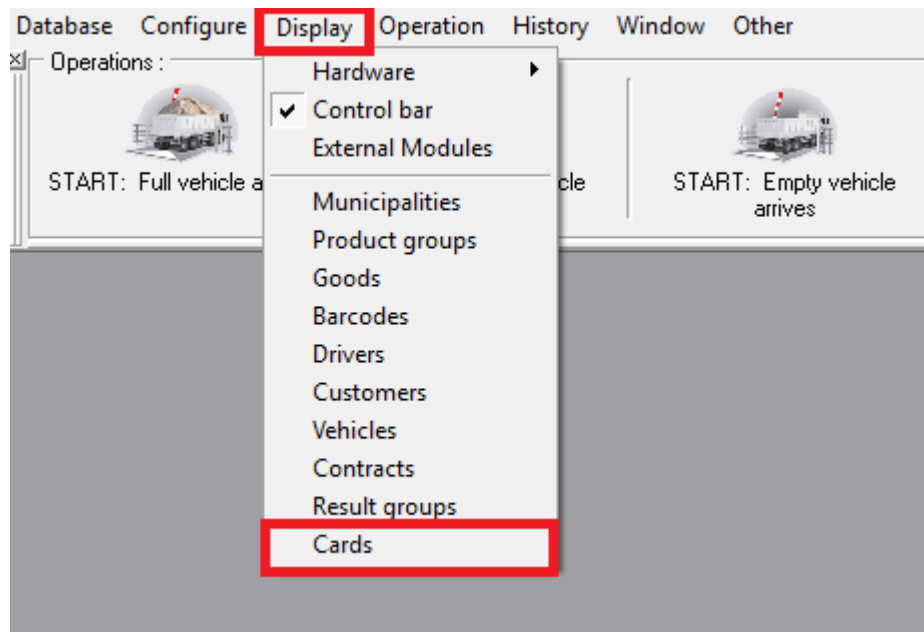 Database Configure Display Operation History Window Other
Operations :
START: Full vehicle a
cle
START: Empty vehicle
arrives
Hardware
Control bar
External Modules
Municipalities
Product groups
Goods
Barcodes
Drivers
Customers
Vehicles
Contracts
Result groups
Cards